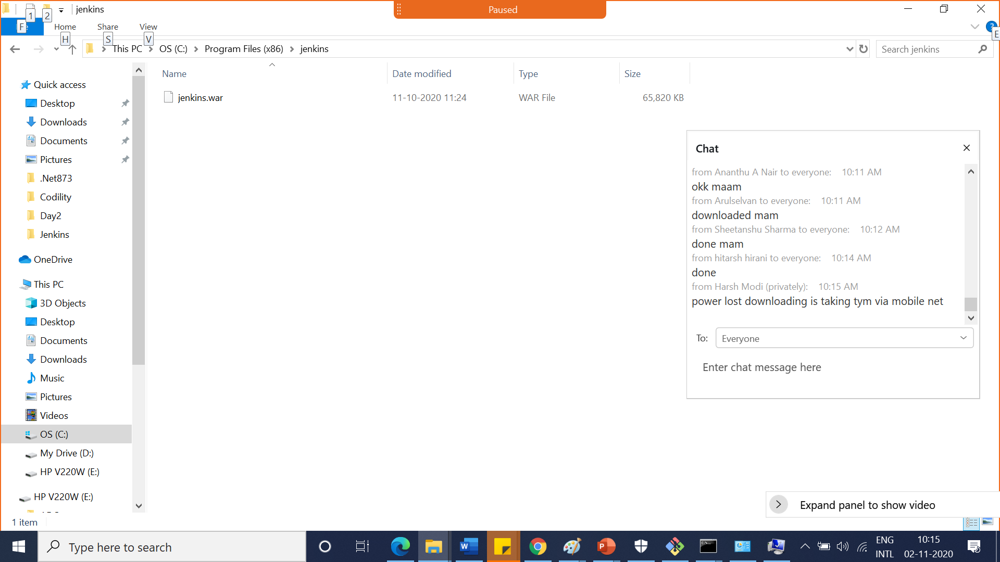 1
2
jenkins
Paused
F
Home
Share
View
H
S
V
?
E
This PC
OS (C:)
Program Files (x86)
jenkins
Search jenkins
Name
Date modified
Type
Size
jenkins.war
11-10-2020 11:24
WAR File
65,820 KB
Quick access
Desktop
Downloads
Documents
Pictures
.Net873
Codility
Day2
Jenkins
OneDrive
This PC
3D Objects
Desktop
Documents
Downloads
Music
Pictures
Videos
OS (C:)
My Drive (D:)
HP V220W (E:)
HP V220W (E:)
1 item
Chat
from Ananthu A Nair to everyone: 10:11 AM
okk maam
from Arulselvan to everyone: 10:11 AM
downloaded mam
from Sheetanshu Sharma to everyone: 10:12 AM
done mam
from hitarsh hirani to everyone: 10:14 AM
done
from Harsh Modi (privately): 10:15 AM
power lost downloading is taking tym via mobile net
To:
Everyone
Enter chat message here
Expand panel to show video
Type here to search
ENG
INTL
10:15
02-11-2020